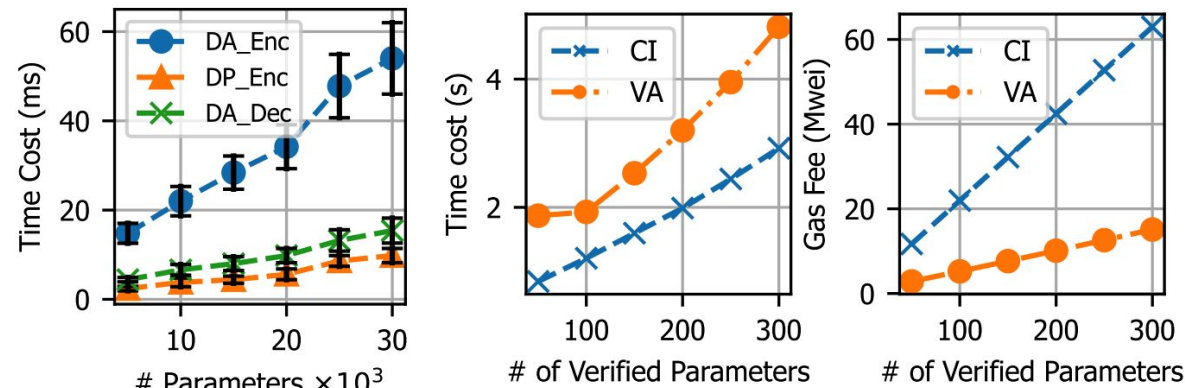 Time Cost (ms)
60
40
20
0
DA_Enc
DP_Enc
DA_Dec
10
20
30
# Parameters ×10³
Time cost (s)
4
2
CI
VA
100
200
300
# of Verified Parameters
Gas Fee (Mwei)
60
40
20
0
CI
VA
100
200
300
# of Verified Parameters